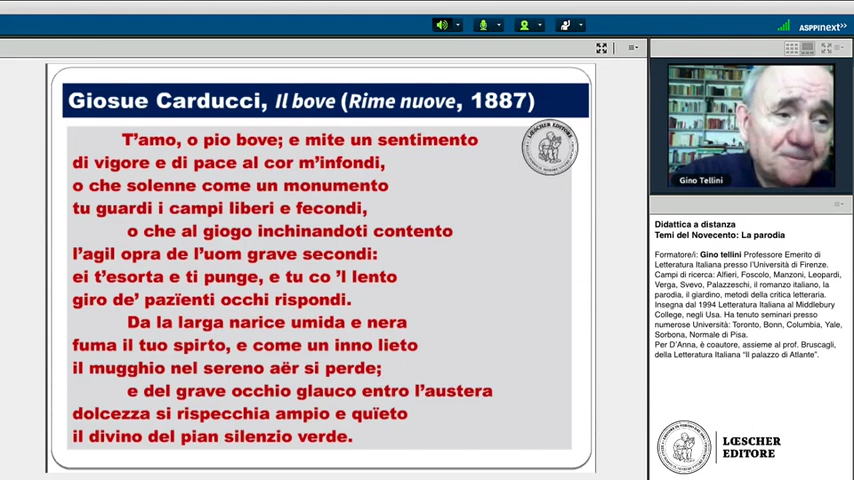 ASPPINext>>
Giosue Carducci, Il bove (Rime nuove, 1887)
T'amo, o pio bove; e mite un sentimento
di vigore e di pace al cor m'infondi,
o che solenne come un monumento
tu guardi i campi liberi e fecondi,
o che al giogo inchinandoti contento
l'agil opra de l'uom grave secondi:
ei t'esorta e ti punge, e tu co 'l lento
giro de' pazïenti occhi rispondi.
Da la larga narice umida e nera
fuma il tuo spirto, e come un inno lieto
il mugghio nel sereno aër si perde;
e del grave occhio glauco entro l'austera
dolcezza si rispecchia ampio e quïeto
il divino del pian silenzio verde.
LŒSCHER EDITORE
Gino Tellini
Didattica a distanza
Temi del Novecento: La parodia
Formatore/i: Gino tellini Professore Emerito di
Letteratura Italiana presso l'Università di Firenze.
Campi di ricerca: Alfieri, Foscolo, Manzoni, Leopardi,
Verga, Svevo, Palazzeschi, il romanzo italiano, la
parodia, il giardino, metodi della critica letteraria.
Insegna dal 1994 Letteratura Italiana al Middlebury
College, negli Usa. Ha tenuto seminari presso
numerose Università: Toronto, Bonn, Columbia, Yale,
Sorbona, Normale di Pisa.
Per D'Anna, è coautore, assieme al prof. Bruscagli,
della Letteratura Italiana "Il palazzo di Atlante".
LŒSCHER
EDITORE